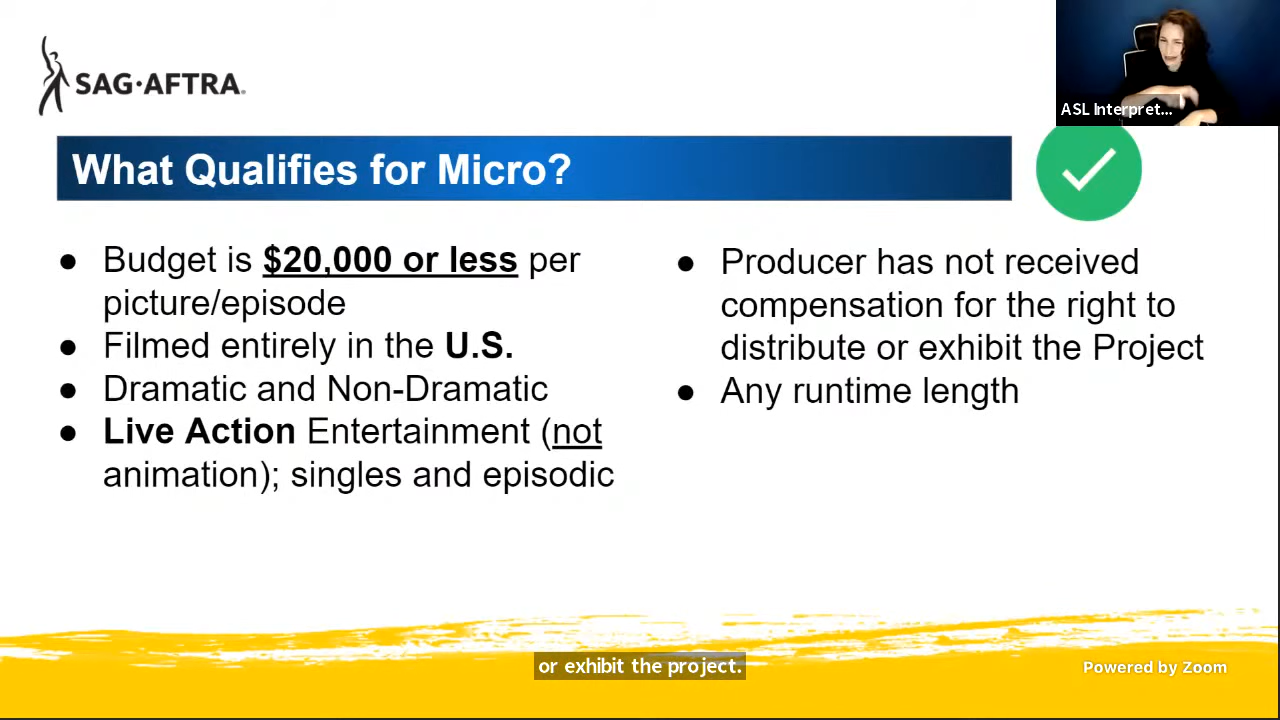 SAG·AFTRA.
ASL Interpret...
What Qualifies for Micro?
● Budget is $20,000 or less per
picture/episode
● Filmed entirely in the U.S.
● Dramatic and Non-Dramatic
● Live Action Entertainment (not
animation); singles and episodic
● Producer has not received
compensation for the right to
distribute or exhibit the Project
● Any runtime length
or exhibit the project.
Powered by Zoom